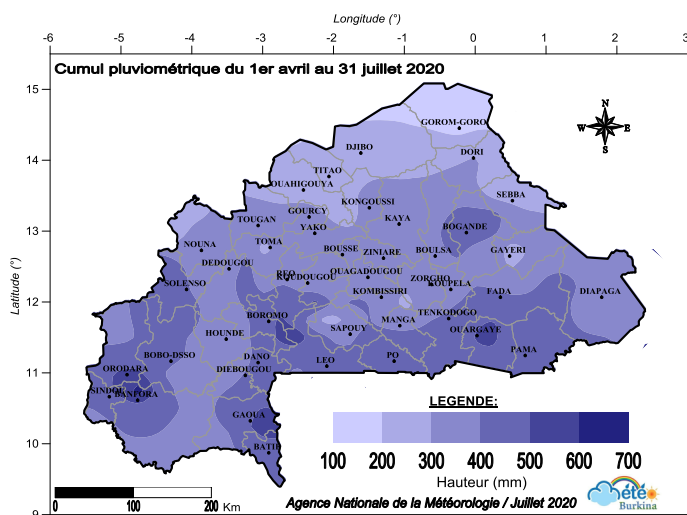 Longitude (°)
-6 -5 -4 -3 -2 -1 0 1 2 3
Cumul pluviométrique du 1er avril au 31 juillet 2020
15
GOROM-GOROM
N
W E
S
DJIBO
DORI
14
TITAO
OUAHIGOUYA
SEBBA
KONGOUSSI
GOURCY
TOUGAN
KAYA
13
YAKO
BOGANDE
NOUNA
TOMA
BOUSSE
ZINIARE
BOULSA
GAYERI
DEDOUGOU
OUAGADOUGOU
REO
KOUDOUGOU
ZORGHO
KOUPELA
SOLENSO
KOMBISSIRI
FADA
DIAPAGA
12
BOROMO
MANGA
TENKODOGO
HOUNDE
SAPOUY
OUARGAYE
BOBO-DSSO
DANO
LEO
PO
PAMA
11
ORODARA
DIEBOUGOU
BANFORA
GAOUA
BATIE
10
9
Latitude (°)
LEGENDE:
100 200 300 400 500 600 700
Hauteur (mm)
0 100 200 Km
Agence Nationale de la Météorologie / Juillet 2020
météo
Burkina